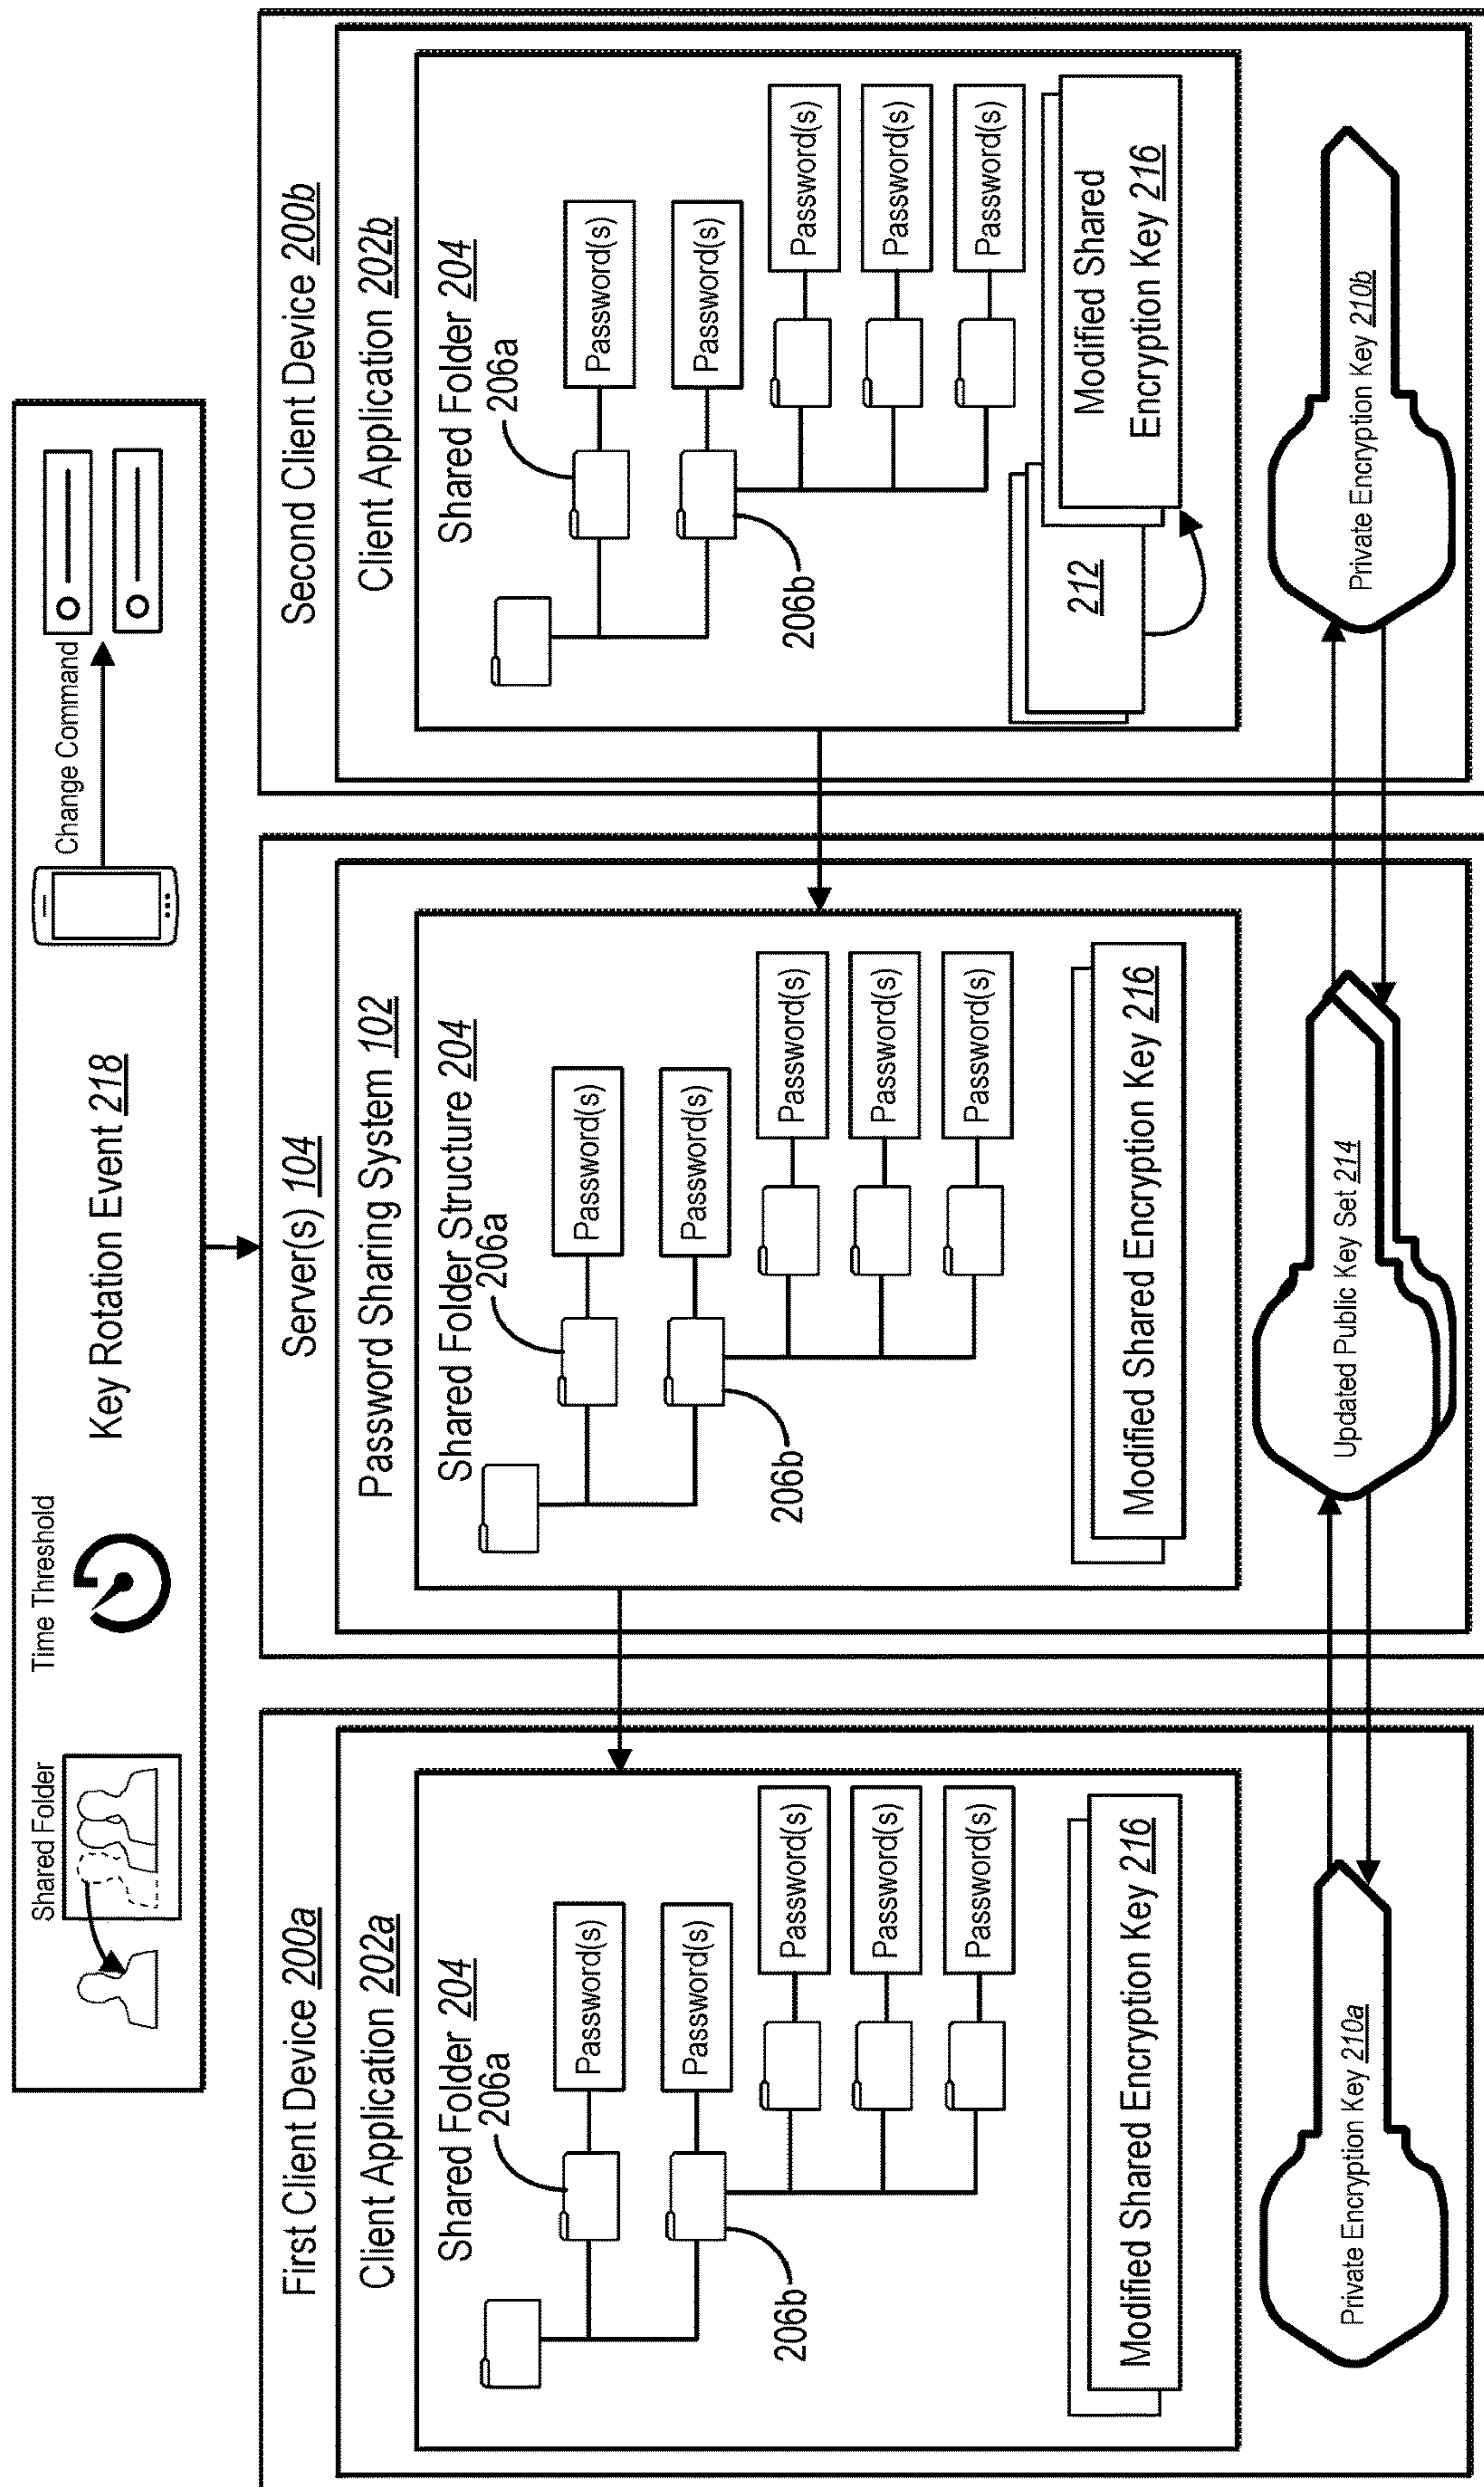 Shared Folder
Time Threshold
Key Rotation Event 218
Change Command
First Client Device 200a
Client Application 202a
Shared Folder 204
206a
Password(s)
Password(s)
206b
Password(s)
Password(s)
Password(s)
Modified Shared Encryption Key 216
Private Encryption Key 210a
Server(s) 104
Password Sharing System 102
Shared Folder Structure 204
206a
Password(s)
Password(s)
206b
Password(s)
Password(s)
Password(s)
Modified Shared Encryption Key 216
Updated Public Key Set 214
Second Client Device 200b
Client Application 202b
Shared Folder 204
206a
Password(s)
Password(s)
206b
Password(s)
Password(s)
Password(s)
212
Modified Shared
Encryption Key 216
Private Encryption Key 210b